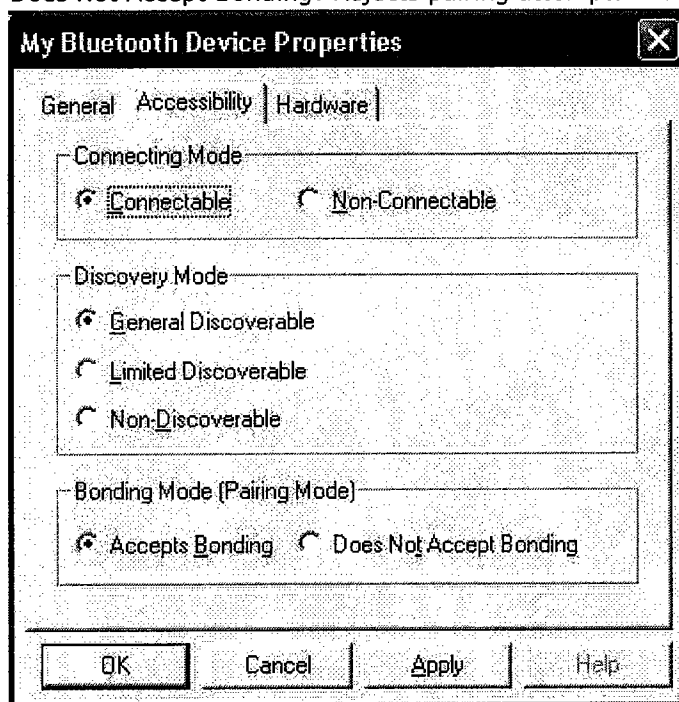 Does Not Accept Bonding: Rejects pairing attempts
My Bluetooth Device Properties
General Accessibility Hardware
Connecting Mode
Connectable Non-Connectable
Discovery Mode
General Discoverable
Limited Discoverable
Non-Discoverable
Bonding Mode (Pairing Mode)
Accepts Bonding Does Not Accept Bonding
OK Cancel Apply Help